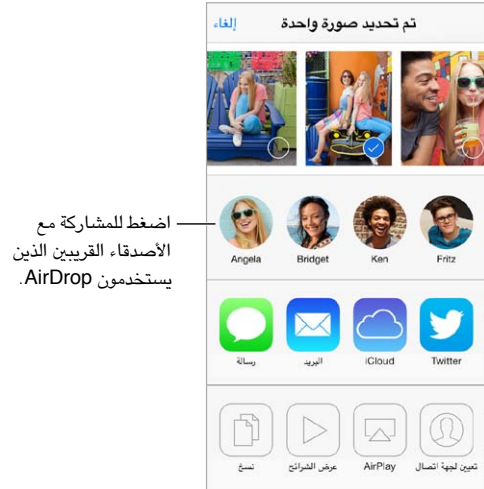 تم تحديد صورة واحدة
إلغاء
اضغط للمشاركة مع
الأصدقاء القريبين الذين
يستخدمون AirDrop.
Angela
Bridget
Ken
Fritz
رسالة
البريد
iCloud
Twitter
نسخ
عرض الشرائح
AirPlay
تعيين لجهة اتصال